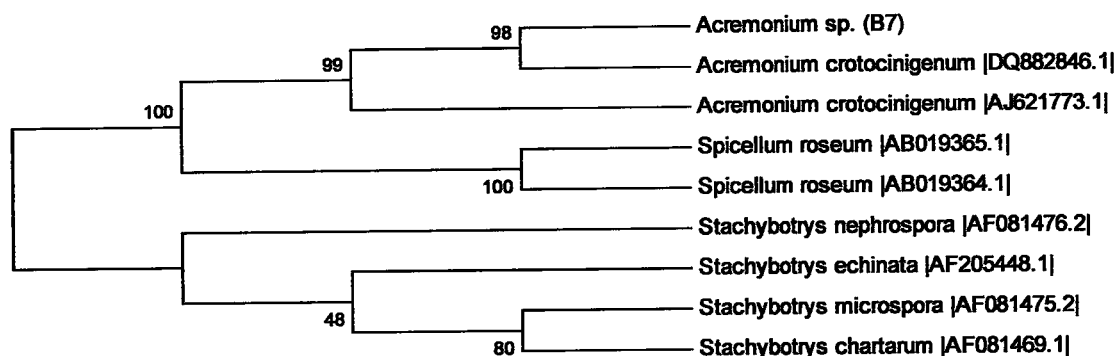 Acremonium sp. (B7)
98
Acremonium crotocinigenum |DQ882846.1|
99
Acremonium crotocinigenum |AJ621773.1|
100
Spicellum roseum |AB019365.1|
Spicellum roseum |AB019364.1|
100
Stachybotrys nephrospora |AF081476.2|
Stachybotrys echinata |AF205448.1|
Stachybotrys microspora |AF081475.2|
48
Stachybotrys chartarum |AF081469.1|
80